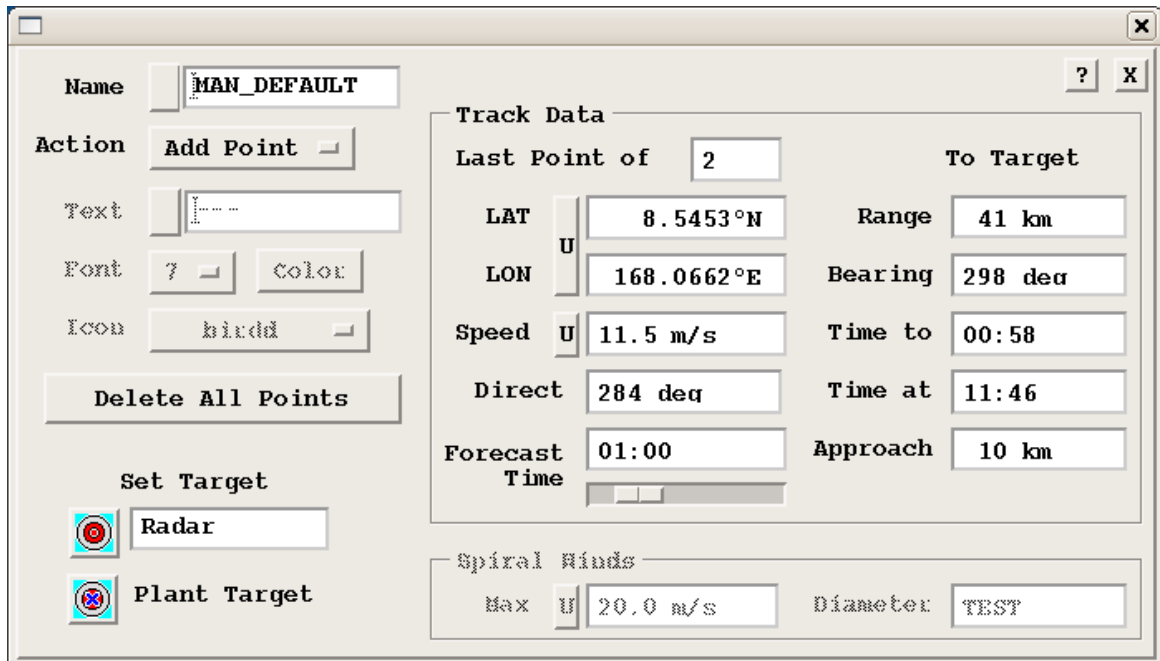 Name MAN_DEFAULT
? X
Action Add Point
Text ---
Font 7 Color
Icon birdd
Delete All Points
Set Target
Radar
Plant Target
Track Data
Last Point of 2 To Target
LAT 8.5453°N Range 41 km
U
LON 168.0662°E Bearing 298 deg
Speed U 11.5 m/s Time to 00:58
Direct 284 deg Time at 11:46
Forecast Time 01:00 Approach 10 km
Spiral Winds
Max U 20.0 m/s Diameter TEST